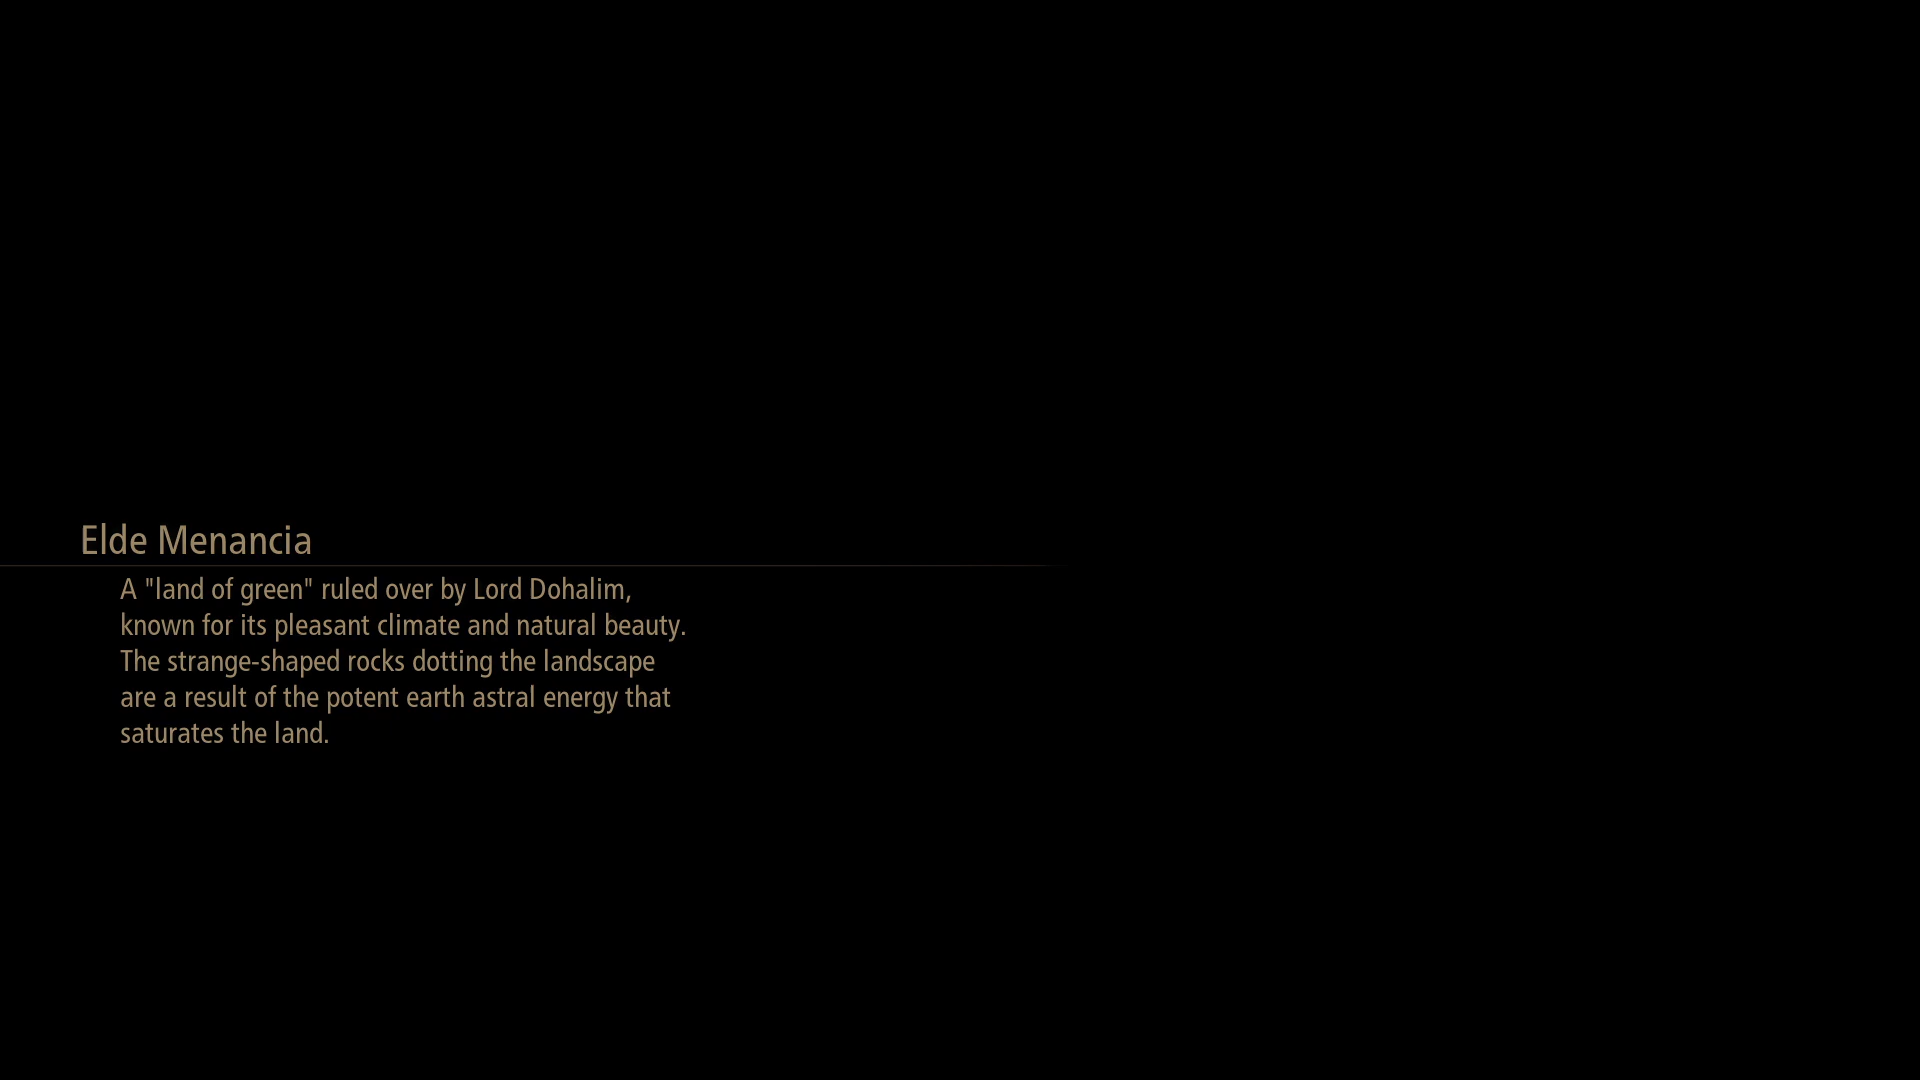 Elde Menancia
A "land of green" ruled over by Lord Dohalim,
known for its pleasant climate and natural beauty.
The strange-shaped rocks dotting the landscape
are a result of the potent earth astral energy that
saturates the land.